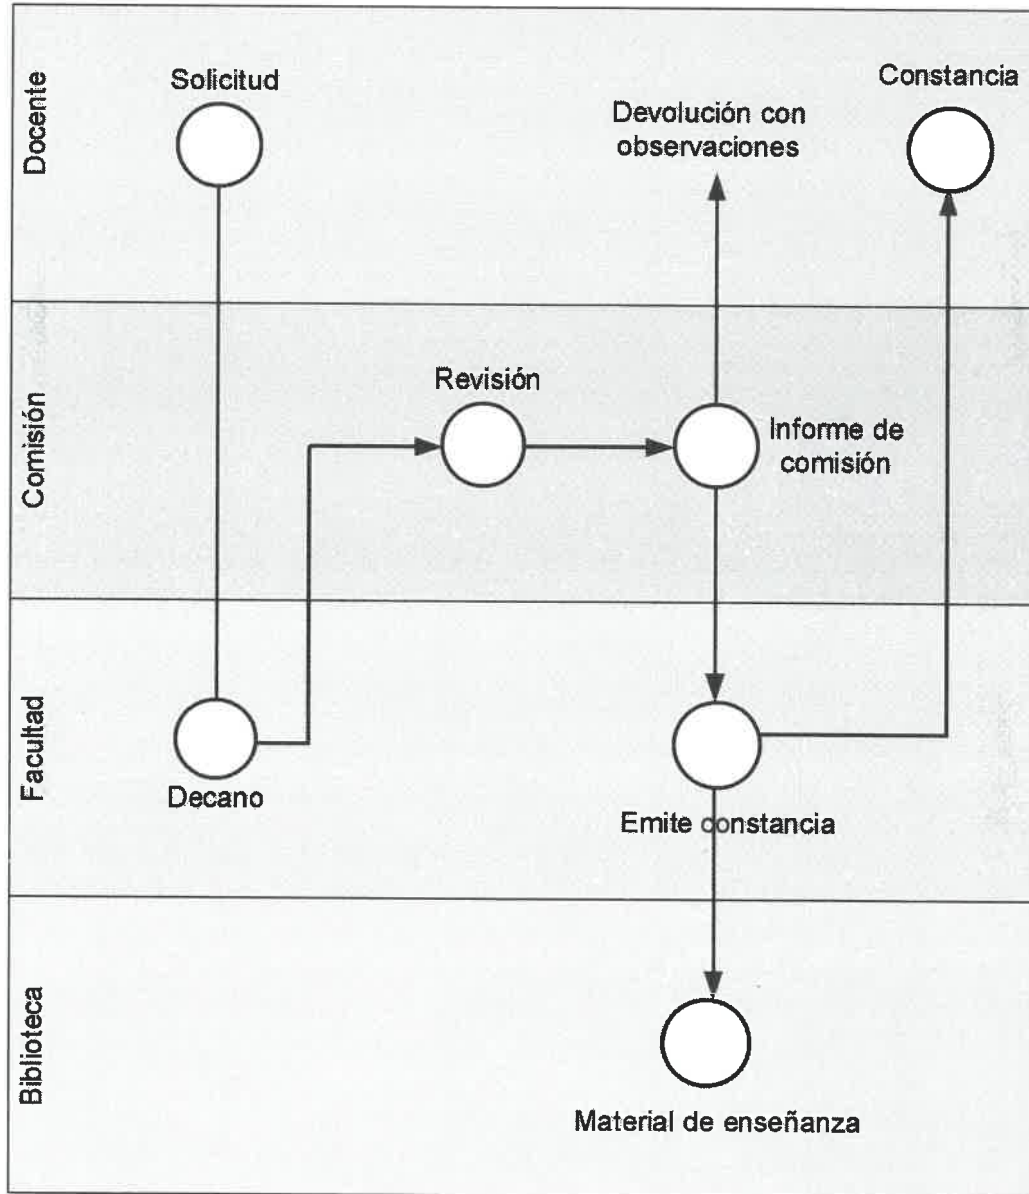 Docente
Solicitud
Devolución con
observaciones
Constancia
Comisión
Revisión
Informe de
comisión
Facultad
Decano
Emite constancia
Biblioteca
Material de enseñanza